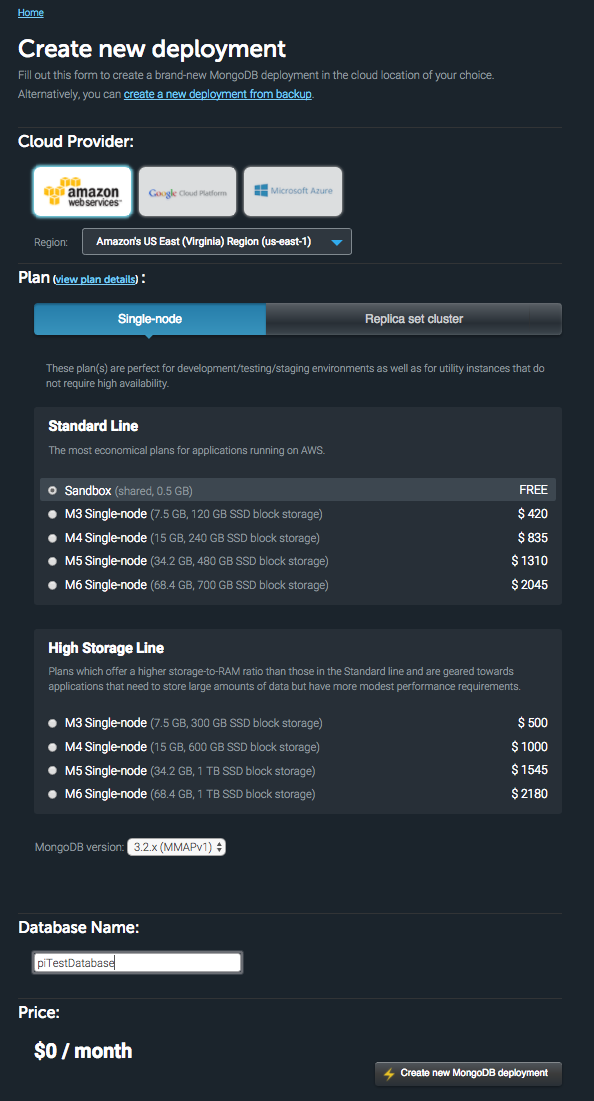 Home
Create new deployment
Fill out this form to create a brand-new MongoDB deployment in the cloud location of your choice.
Alternatively, you can create a new deployment from backup.
Cloud Provider:
amazon
webservices™
Google Cloud Platform
Microsoft Azure
Region: Amazon's US East (Virginia) Region (us-east-1)
Plan (view plan details) :
Single-node Replica set cluster
These plan(s) are perfect for development/testing/staging environments as well as for utility instances that do
not require high availability.
Standard Line
The most economical plans for applications running on AWS.
Sandbox (shared, 0.5 GB) FREE
M3 Single-node (7.5 GB, 120 GB SSD block storage) $ 420
M4 Single-node (15 GB, 240 GB SSD block storage) $ 835
M5 Single-node (34.2 GB, 480 GB SSD block storage) $ 1310
M6 Single-node (68.4 GB, 700 GB SSD block storage) $ 2045
High Storage Line
Plans which offer a higher storage-to-RAM ratio than those in the Standard line and are geared towards
applications that need to store large amounts of data but have more modest performance requirements.
M3 Single-node (7.5 GB, 300 GB SSD block storage) $ 500
M4 Single-node (15 GB, 600 GB SSD block storage) $ 1000
M5 Single-node (34.2 GB, 1 TB SSD block storage) $ 1545
M6 Single-node (68.4 GB, 1 TB SSD block storage) $ 2180
MongoDB version: 3.2.x (MMAPv1)
Database Name:
piTestDatabase
Price:
$0 / month
Create new MongoDB deployment